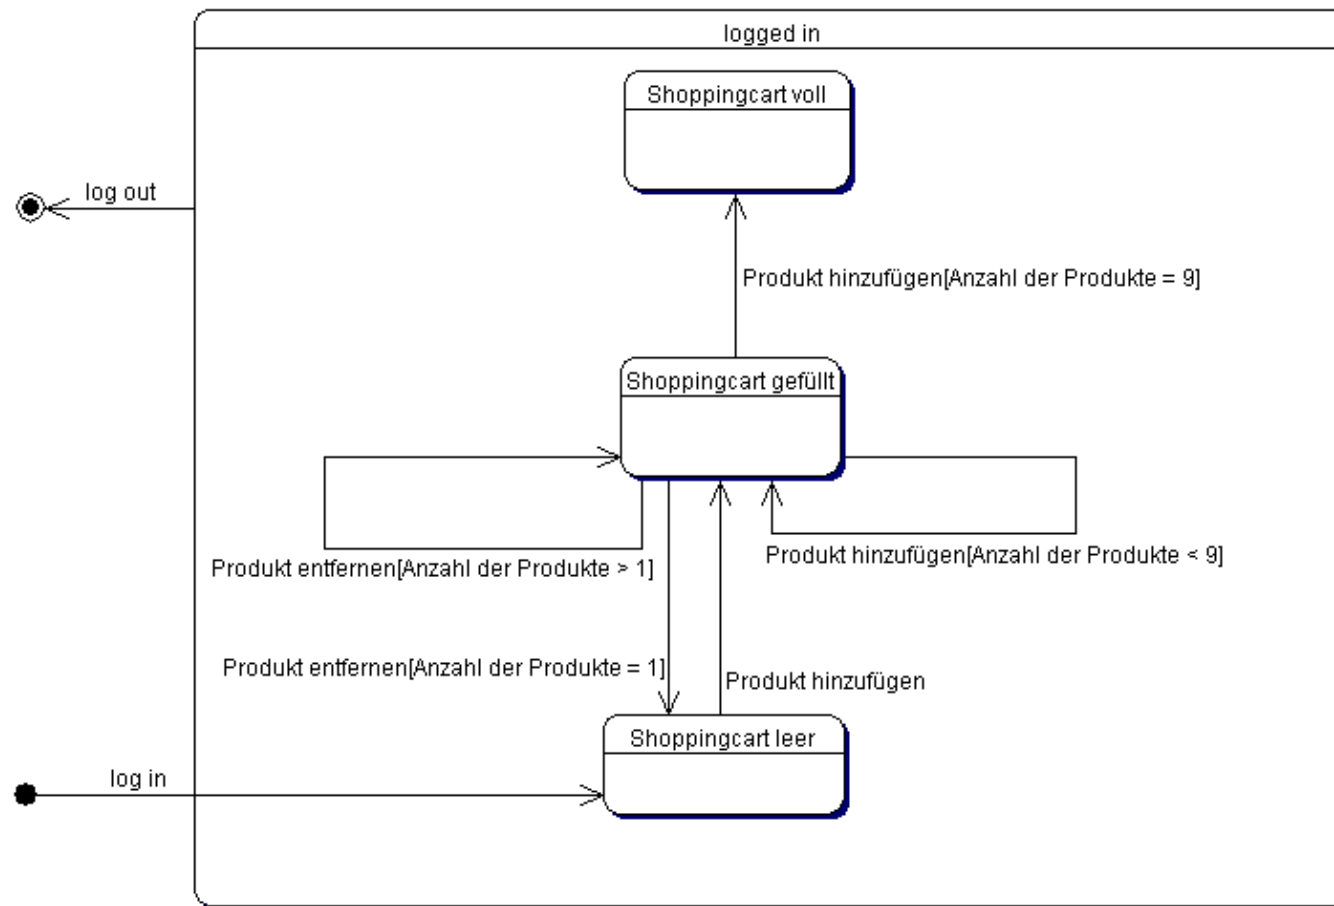 logged in
Shoppingcart voll
log out
Produkt hinzufügen[Anzahl der Produkte = 9]
Shoppingcart gefüllt
Produkt entfernen[Anzahl der Produkte > 1]
Produkt hinzufügen[Anzahl der Produkte < 9]
Produkt entfernen[Anzahl der Produkte = 1]
Produkt hinzufügen
Shoppingcart leer
log in